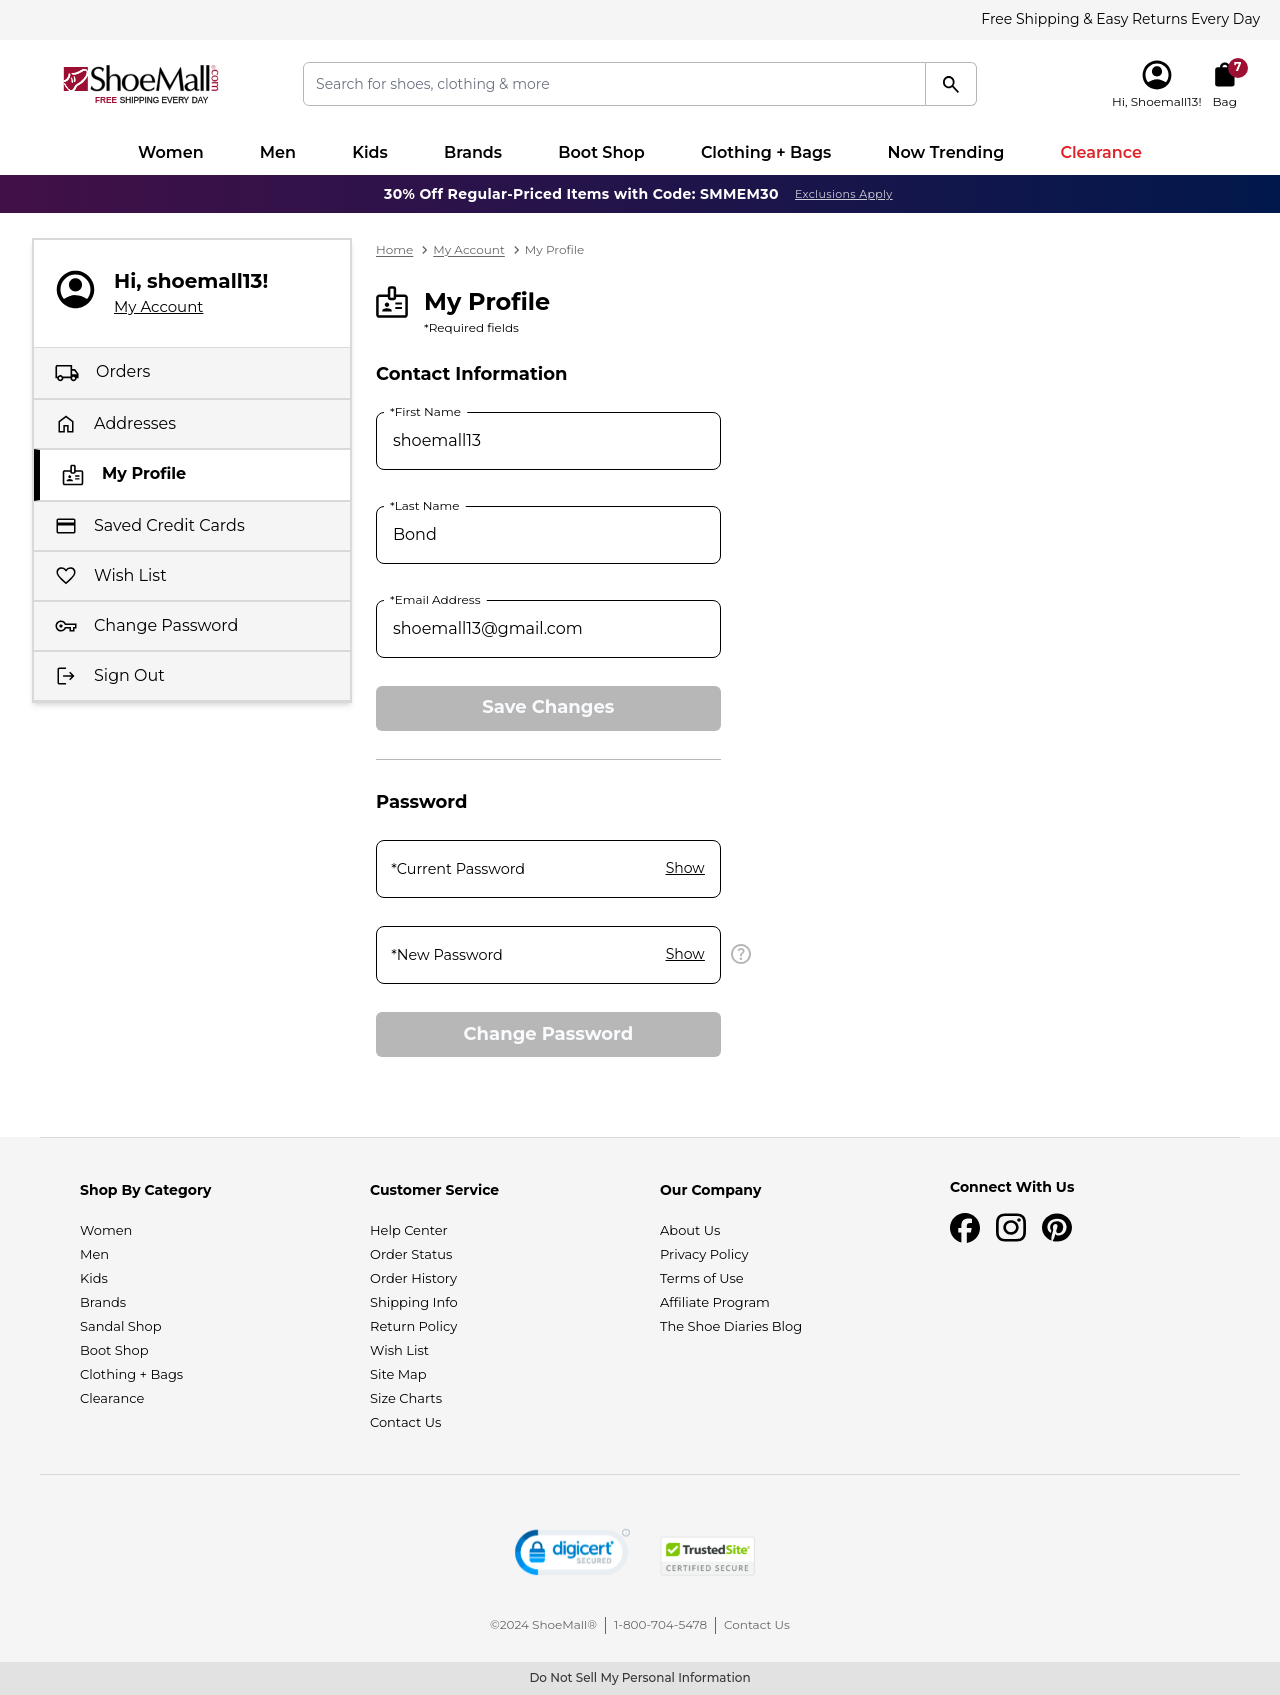 Free Shipping & Easy Returns Every Day
ShoeMall.com
FREE SHIPPING EVERY DAY
Search for shoes, clothing & more
7
Hi, Shoemall13!
Bag
Women
Men
Kids
Brands
Boot Shop
Clothing + Bags
Now Trending
Clearance
30% Off Regular-Priced Items with Code: SMMEM30 Exclusions Apply
Hi, shoemall13!
My Account
Orders
Addresses
My Profile
Saved Credit Cards
Wish List
Change Password
Sign Out
Home > My Account > My Profile
My Profile
*Required fields
Contact Information
*First Name
shoemall13
*Last Name
Bond
*Email Address
shoemall13@gmail.com
Save Changes
Password
*Current Password
Show
*New Password
Show
?
Change Password
Shop By Category
Women
Men
Kids
Brands
Sandal Shop
Boot Shop
Clothing + Bags
Clearance
Customer Service
Help Center
Order Status
Order History
Shipping Info
Return Policy
Wish List
Site Map
Size Charts
Contact Us
Our Company
About Us
Privacy Policy
Terms of Use
Affiliate Program
The Shoe Diaries Blog
Connect With Us
digicert
SECURED
TrustedSite
CERTIFIED SECURE
©2024 ShoeMall®
1-800-704-5478
Contact Us
Do Not Sell My Personal Information